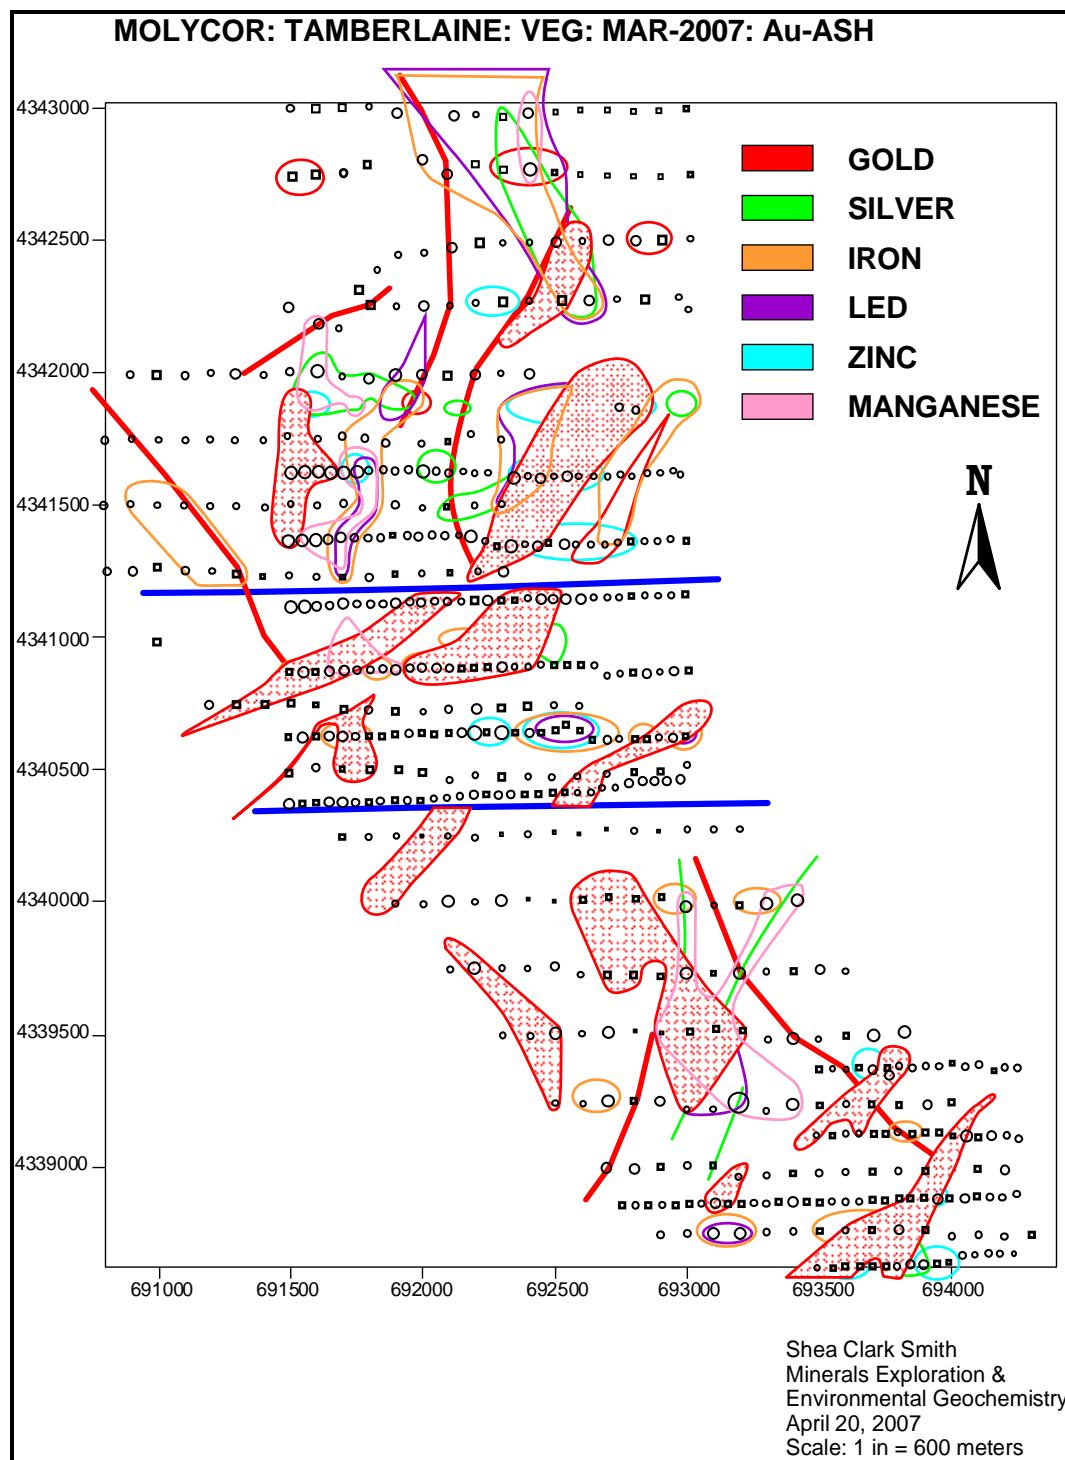 MOLYCOR: TAMBERLAINE: VEG: MAR-2007: Au-ASH
4343000
4342500
4342000
4341500
4341000
4340500
4340000
4339500
4339000
GOLD
SILVER
IRON
LED
ZINC
MANGANESE
N
691000
691500
692000
692500
693000
693500
694000
Shea Clark Smith
Minerals Exploration &
Environmental Geochemistry
April 20, 2007
Scale: 1 in = 600 meters